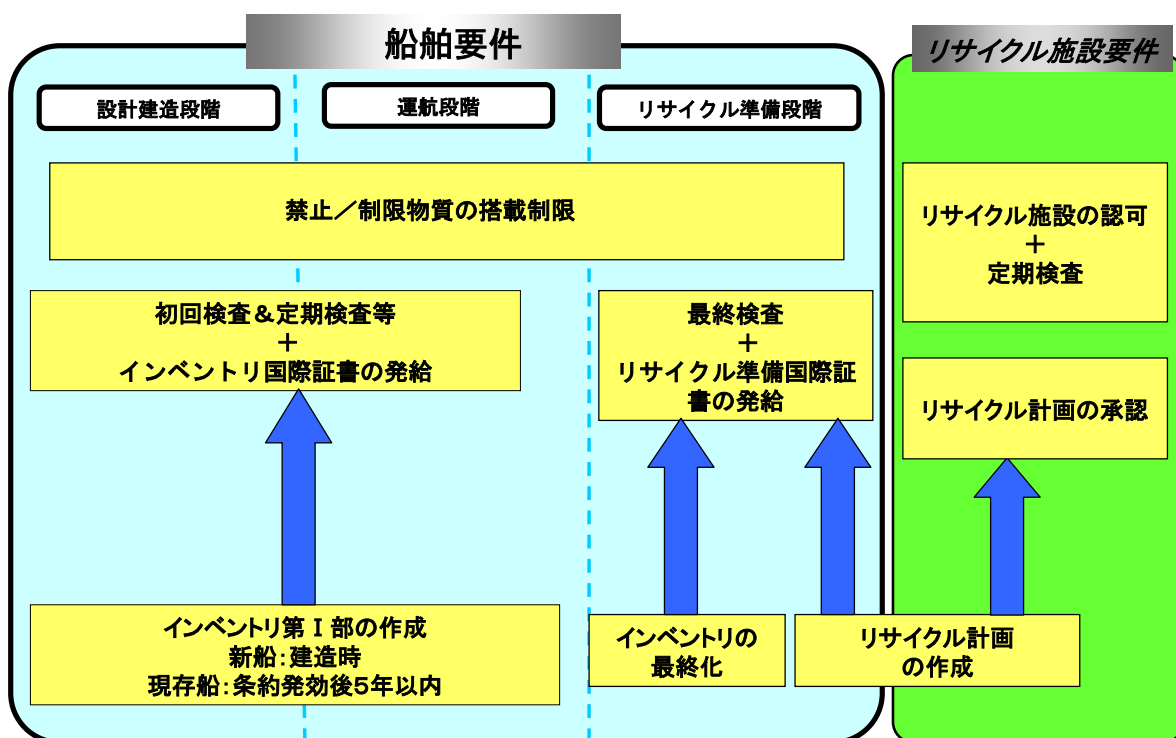 船舶要件
リサイクル施設要件
設計建造段階
運航段階
リサイクル準備段階
禁止／制限物質の搭載制限
リサイクル施設の認可
＋
定期検査
初回検査＆定期検査等
＋
インベントリ国際証書の発給
最終検査
＋
リサイクル準備国際証
書の発給
リサイクル計画の承認
インベントリ第Ⅰ部の作成
新船：建造時
現存船：条約発効後５年以内
インベントリの
最終化
リサイクル計画
の作成